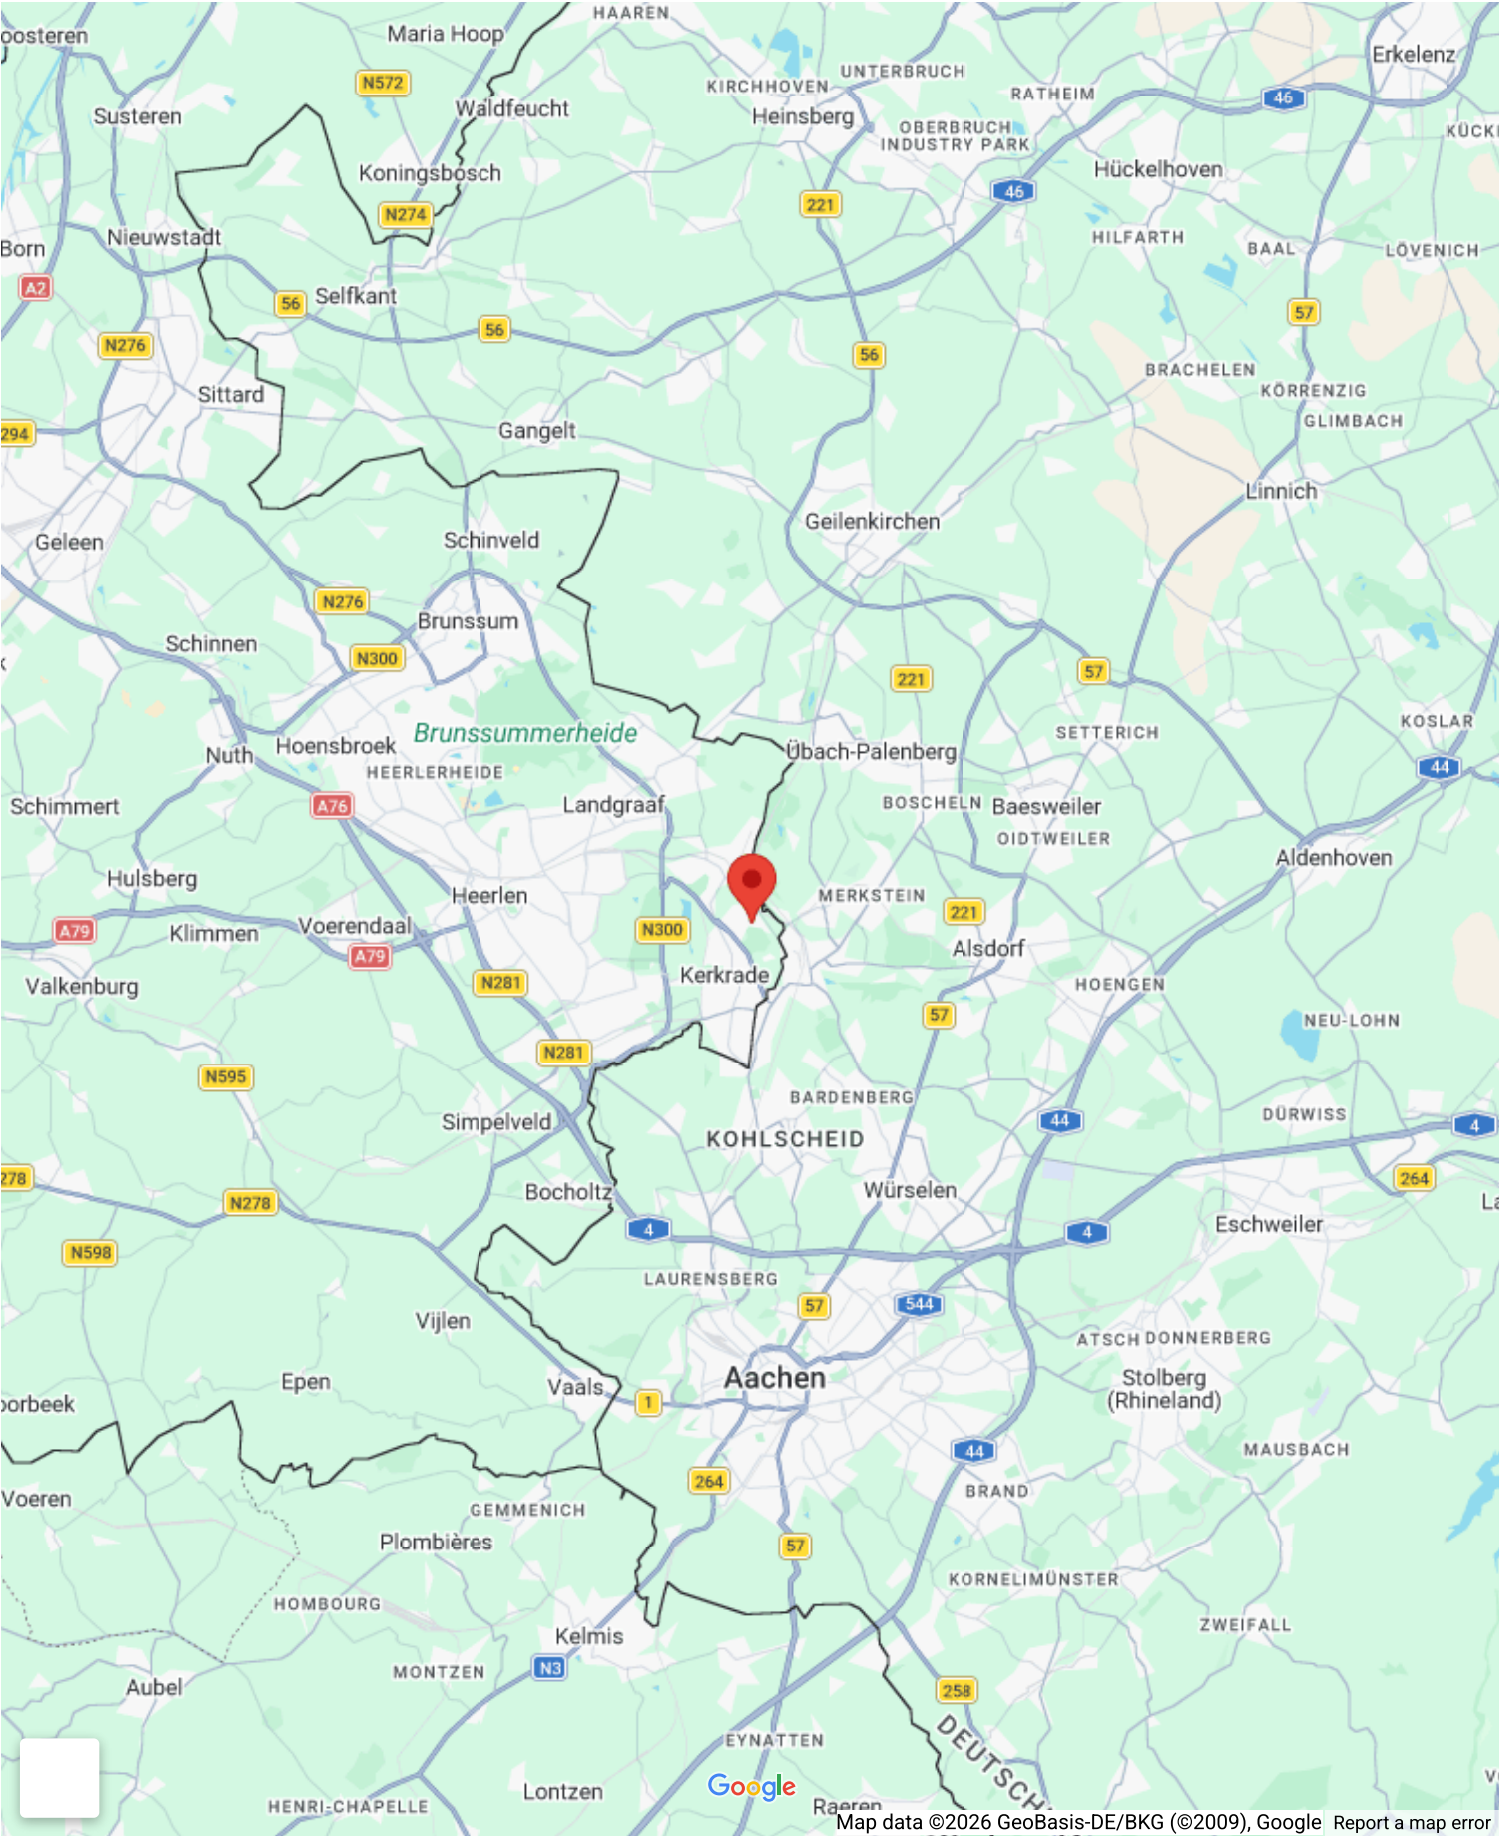 HAAREN
Maria Hoop
oosteren
Erkelenz
UNTERBRUCH
N572
KIRCHHOVEN
RATHEIM
46
Waldfeucht
Susteren
Heinsberg
OBERBRUCH
INDUSTRY PARK
Koningsbosch
Hückelhoven
46
221
N274
Nieuwstadt
HILFARTH
BAAL
LÖVENICH
Born
A2
Selfkant
56
57
56
N276
56
BRACHELEN
Sittard
KÖRRENZIG
GLIMBACH
294
Gangelt
Linnich
Geilenkirchen
Geleen
Schinveld
N276
Brunssum
Schinnen
N300
57
221
KOSLAR
Brunssummerheide
SETTERICH
Hoensbroek
Nuth
Übach-Palenberg
HEERLERHEIDE
44
Schimmert
A76
Landgraaf
BOSCHELN
Baesweiler
OIDTWEILER
Aldenhoven
Hulsberg
Heerlen
MERKSTEIN
221
A79
Klimmen
Voerendaal
N300
Alsdorf
A79
Kerkrade
Valkenburg
N281
HOENGEN
57
NEU-LOHN
N281
N595
BARDENBERG
DÜRWISS
Simpelveld
44
4
KOHLSCHEID
278
264
Bocholtz
Würselen
N278
Eschweiler
4
4
N598
LAURENSBERG
57
544
Vijlen
ATSCH
DONNERBERG
Aachen
Stolberg
(Rhineland)
Epen
Vaals
1
oorbeek
44
MAUSBACH
264
BRAND
Voeren
GEMMENICH
Plombières
57
KORNELIMÜNSTER
HOMBOURG
ZWEIFALL
Kelmis
N3
MONTZEN
Aubel
258
DEUTSCH
EYNATTEN
Google
Lontzen
HENRI-CHAPELLE
Raeren
Map data ©2026 GeoBasis-DE/BKG (©2009), Google
Report a map error